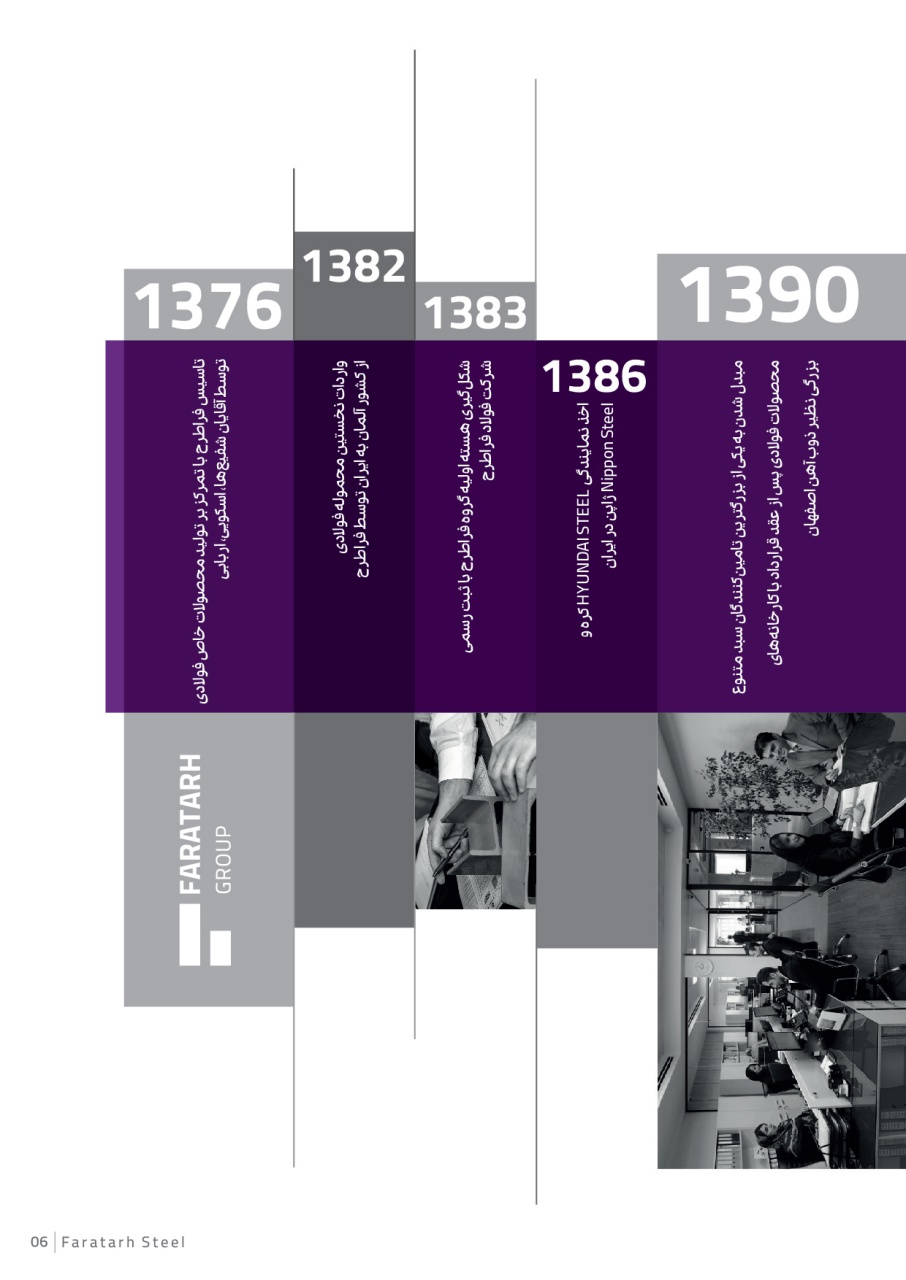 1376
تاسیس فراطرح با تمرکز بر تولید محصولات خاص فولادی
توسط آقایان شفیع‌ها، اسکویی، اربابی
1382
واردات نخستین محموله فولادی
از کشور آلمان به ایران توسط فراطرح
1383
شکل‌گیری هسته اولیه گروه فراطرح با ثبت رسمی
شرکت فولاد فراطرح
1386
اخذ نمایندگی HYUNDAI STEEL کره و
Nippon Steel ژاپن در ایران
1390
مبدل شدن به یکی از بزرگترین تامین‌کنندگان سبد متنوع
محصولات فولادی پس از عقد قرارداد با کارخانه‌های
بزرگی نظیر ذوب آهن اصفهان
FARATARH
GROUP
06 Faratarh Steel